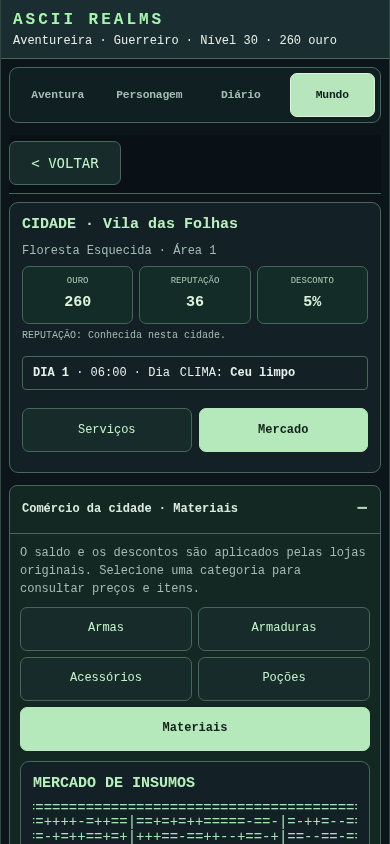 ASCII REALMS
Aventureira · Guerreiro · Nível 30 · 260 ouro
Aventura Personagem Diário Mundo
< VOLTAR
CIDADE · Vila das Folhas
Floresta Esquecida · Área 1
OURO REPUTAÇÃO DESCONTO
260 36 5%
REPUTAÇÃO: Conhecida nesta cidade.
DIA 1 · 06:00 · Dia CLIMA: Ceu limpo
Serviços Mercado
Comércio da cidade · Materiais −
O saldo e os descontos são aplicados pelas lojas
originais. Selecione uma categoria para
consultar preços e itens.
Armas Armaduras
Acessórios Poções
Materiais
MERCADO DE INSUMOS